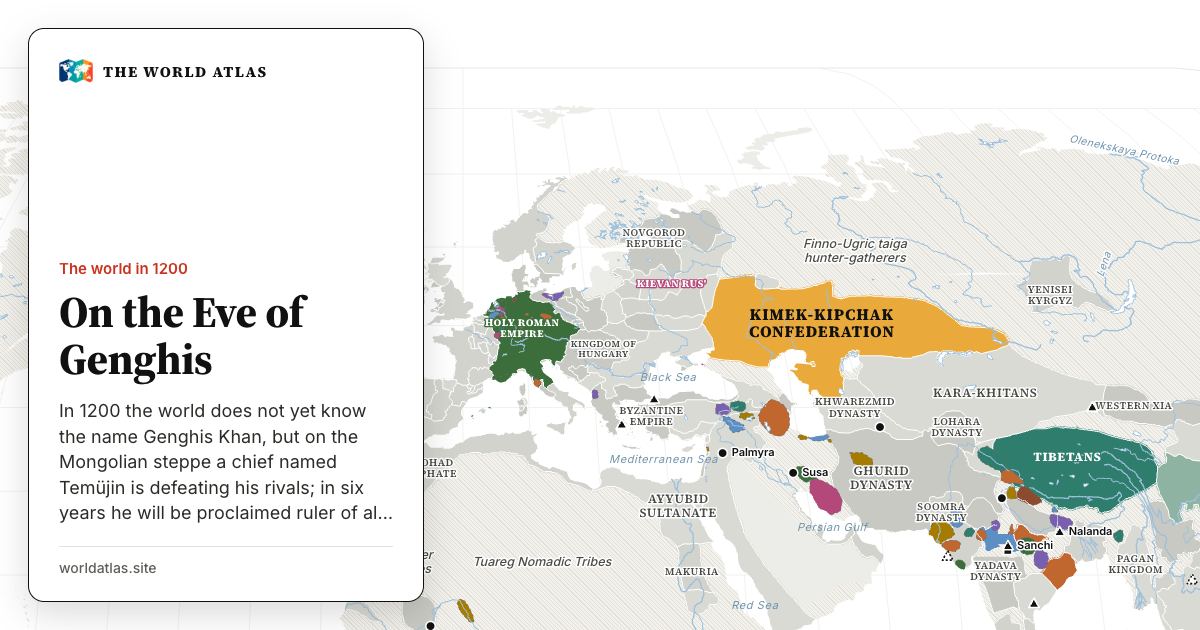 THE WORLD ATLAS
The world in 1200
On the Eve of
Genghis
In 1200 the world does not yet know
the name Genghis Khan, but on the
Mongolian steppe a chief named
Temüjin is defeating his rivals; in six
years he will be proclaimed ruler of al…
worldatlas.site
Olenekskaya Protoka
NOVGOROD
REPUBLIC
Finno-Ugric taiga
hunter-gatherers
Lena
KIEVAN RUS'
YENISEI
KYRGYZ
HOLY ROMAN
EMPIRE
KIMEK-KIPCHAK
CONFEDERATION
KINGDOM OF
HUNGARY
Black Sea
KARA-KHITANS
KHWAREZMID
DYNASTY
WESTERN XIA
BYZANTINE
EMPIRE
LOHARA
DYNASTY
Palmyra
Mediterranean Sea
TIBETANS
OHAD
PHATE
Susa
GHURID
DYNASTY
AYYUBID
SULTANATE
SOOMRA
DYNASTY
Persian Gulf
Nalanda
Sanchi
er
s
Tuareg Nomadic Tribes
MAKURIA
YADAVA
DYNASTY
PAGAN
KINGDOM
Red Sea